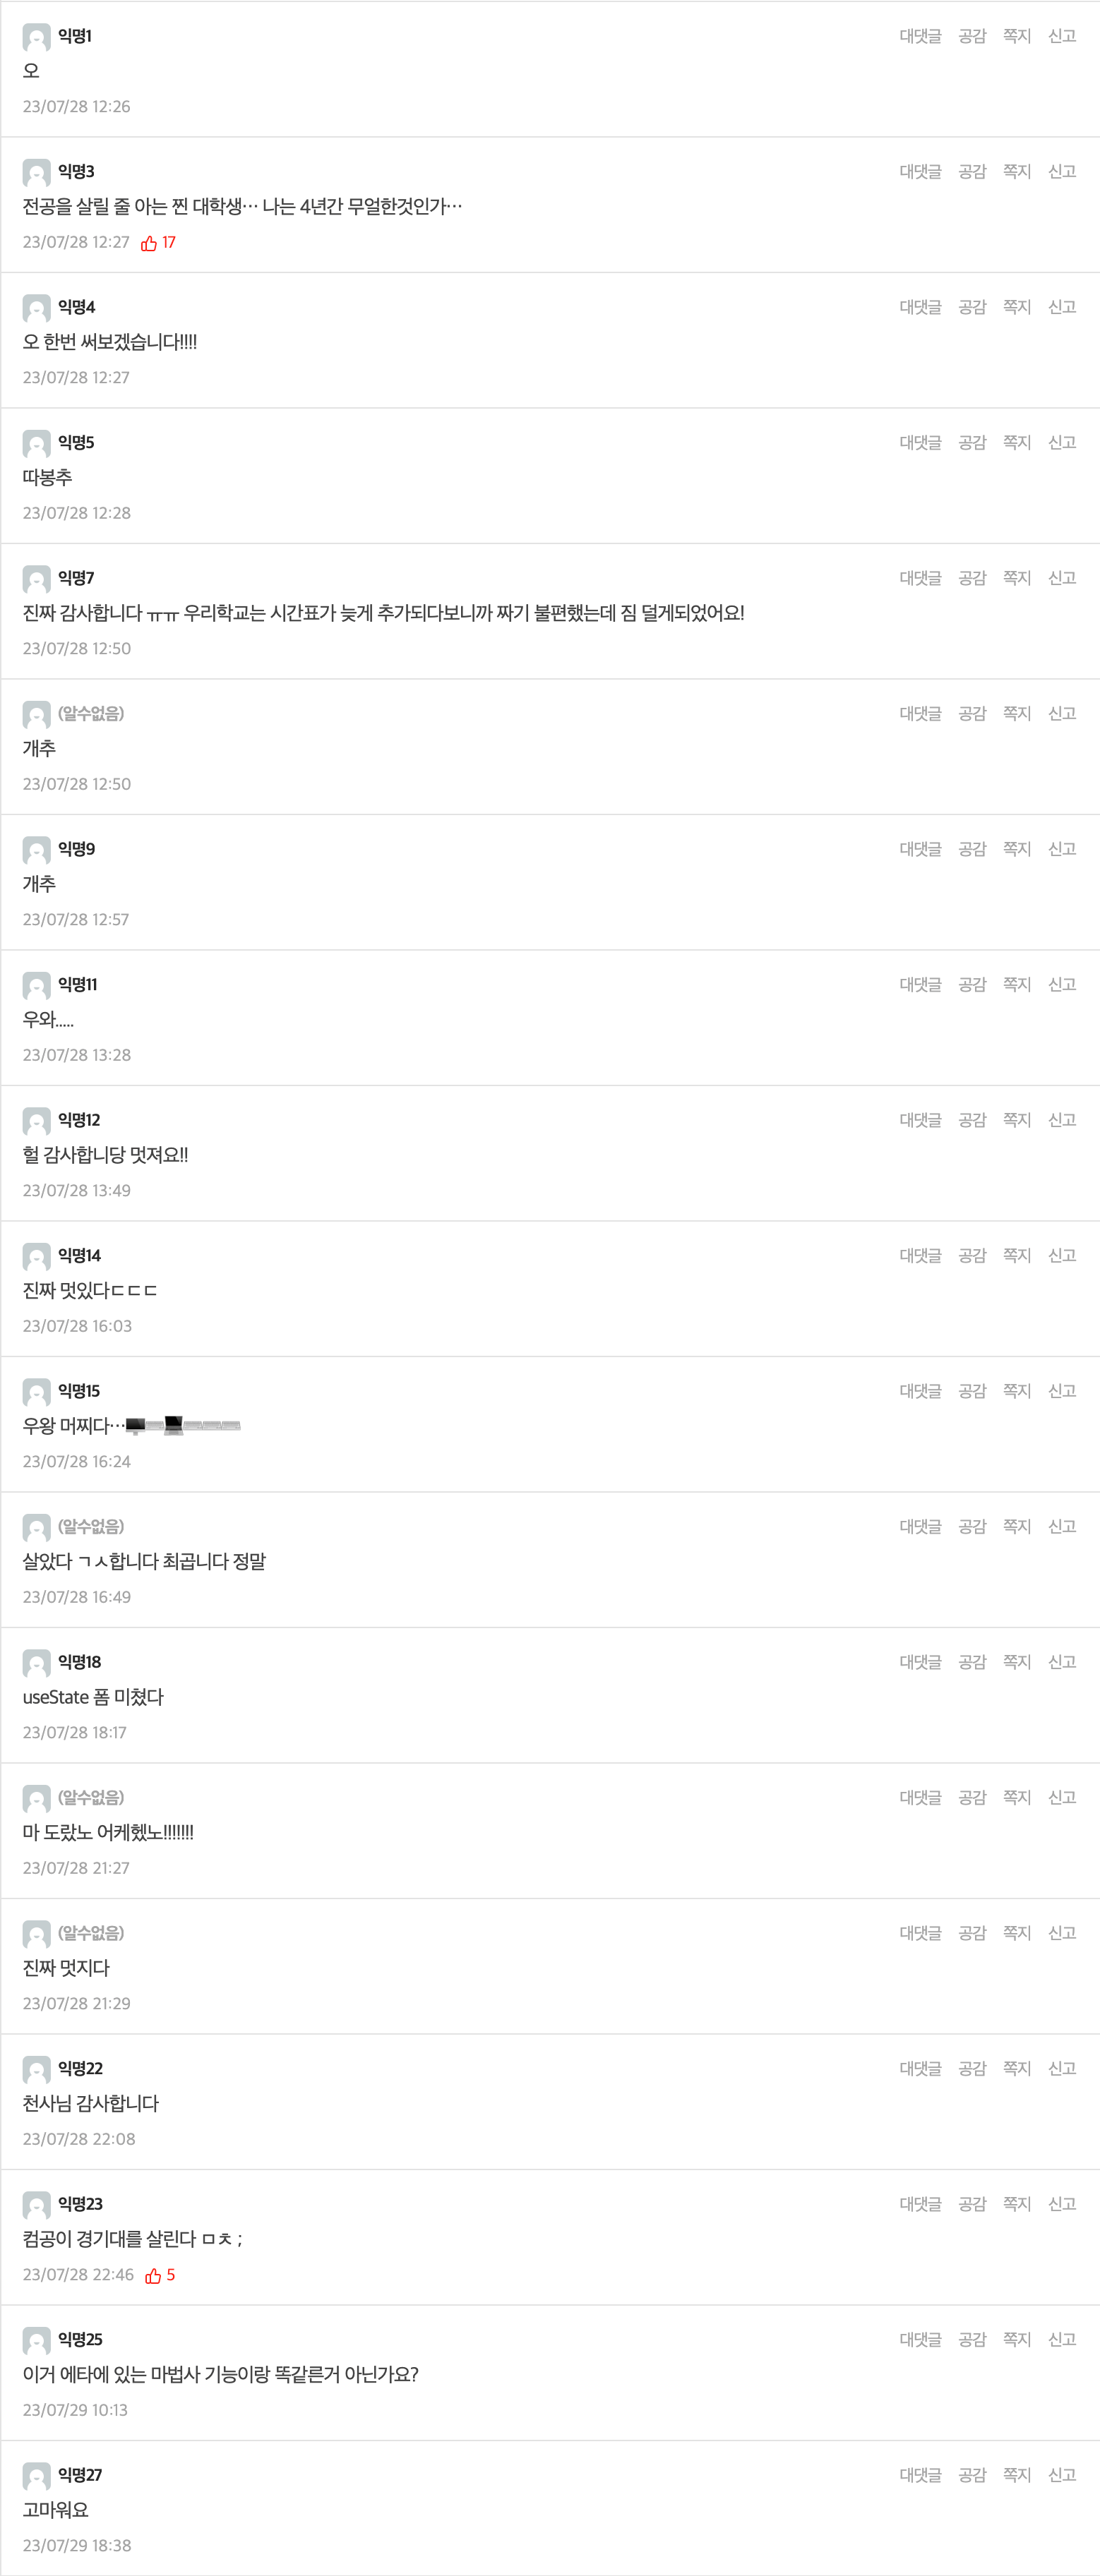 익명1 대댓글 공감 쪽지 신고
오
23/07/28 12:26
익명3 대댓글 공감 쪽지 신고
전공을 살릴 줄 아는 찐 대학생… 나는 4년간 무얼한것인가…
23/07/28 12:27 17
익명4 대댓글 공감 쪽지 신고
오 한번 써보겠습니다!!!!
23/07/28 12:27
익명5 대댓글 공감 쪽지 신고
따봉추
23/07/28 12:28
익명7 대댓글 공감 쪽지 신고
진짜 감사합니다 ㅠㅠ 우리학교는 시간표가 늦게 추가되다보니까 짜기 불편했는데 짐 덜게되었어요!
23/07/28 12:50
(알수없음) 대댓글 공감 쪽지 신고
개추
23/07/28 12:50
익명9 대댓글 공감 쪽지 신고
개추
23/07/28 12:57
익명11 대댓글 공감 쪽지 신고
우와.....
23/07/28 13:28
익명12 대댓글 공감 쪽지 신고
헐 감사합니당 멋져요!!
23/07/28 13:49
익명14 대댓글 공감 쪽지 신고
진짜 멋있다ㄷㄷㄷ
23/07/28 16:03
익명15 대댓글 공감 쪽지 신고
우왕 머찌다…🖥️⌨️💻⌨️⌨️⌨️
23/07/28 16:24
(알수없음) 대댓글 공감 쪽지 신고
살았다 ㄱㅅ합니다 최곱니다 정말
23/07/28 16:49
익명18 대댓글 공감 쪽지 신고
useState 폼 미쳤다
23/07/28 18:17
(알수없음) 대댓글 공감 쪽지 신고
마 도랐노 어케헀노!!!!!!!
23/07/28 21:27
(알수없음) 대댓글 공감 쪽지 신고
진짜 멋지다
23/07/28 21:29
익명22 대댓글 공감 쪽지 신고
천사님 감사합니다
23/07/28 22:08
익명23 대댓글 공감 쪽지 신고
컴공이 경기대를 살린다 ㅁㅊ ;
23/07/28 22:46 5
익명25 대댓글 공감 쪽지 신고
이거 에타에 있는 마법사 기능이랑 똑같른거 아닌가요?
23/07/29 10:13
익명27 대댓글 공감 쪽지 신고
고마워요
23/07/29 18:38